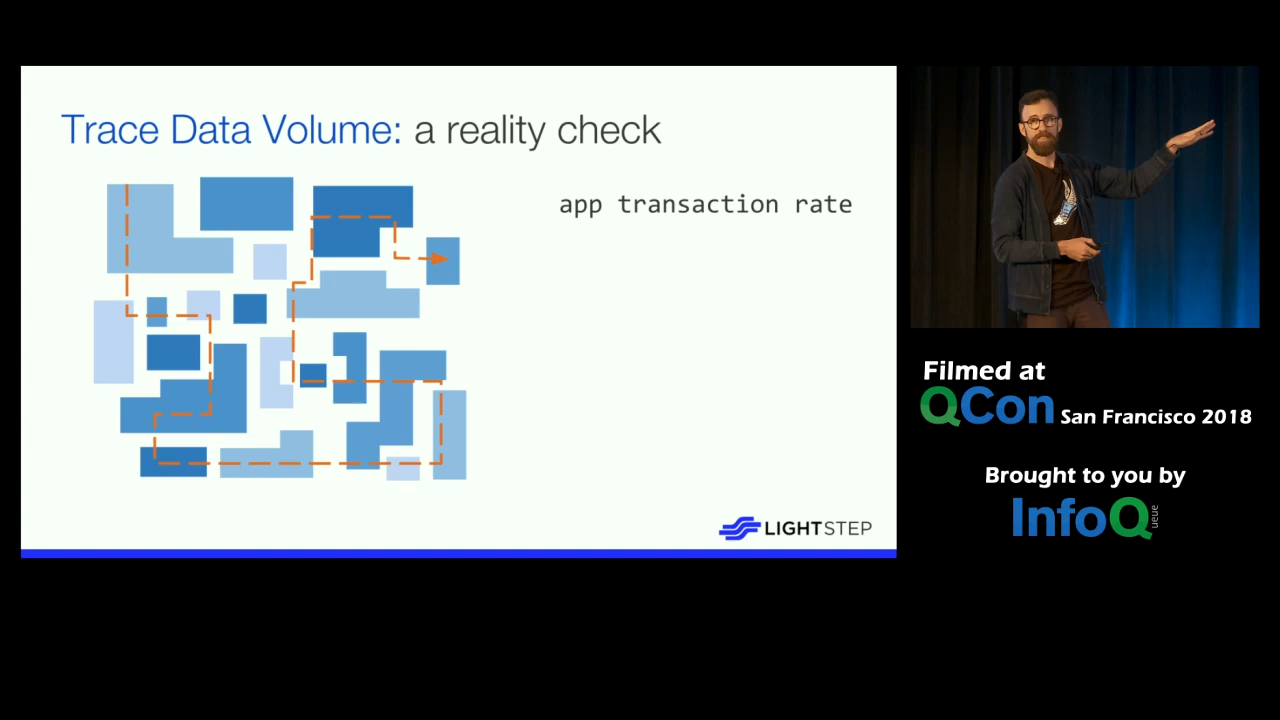 Trace Data Volume: a reality check
app transaction rate
LIGHTSTEP
Filmed at
QCon San Francisco 2018
Brought to you by
InfoQ
ueue